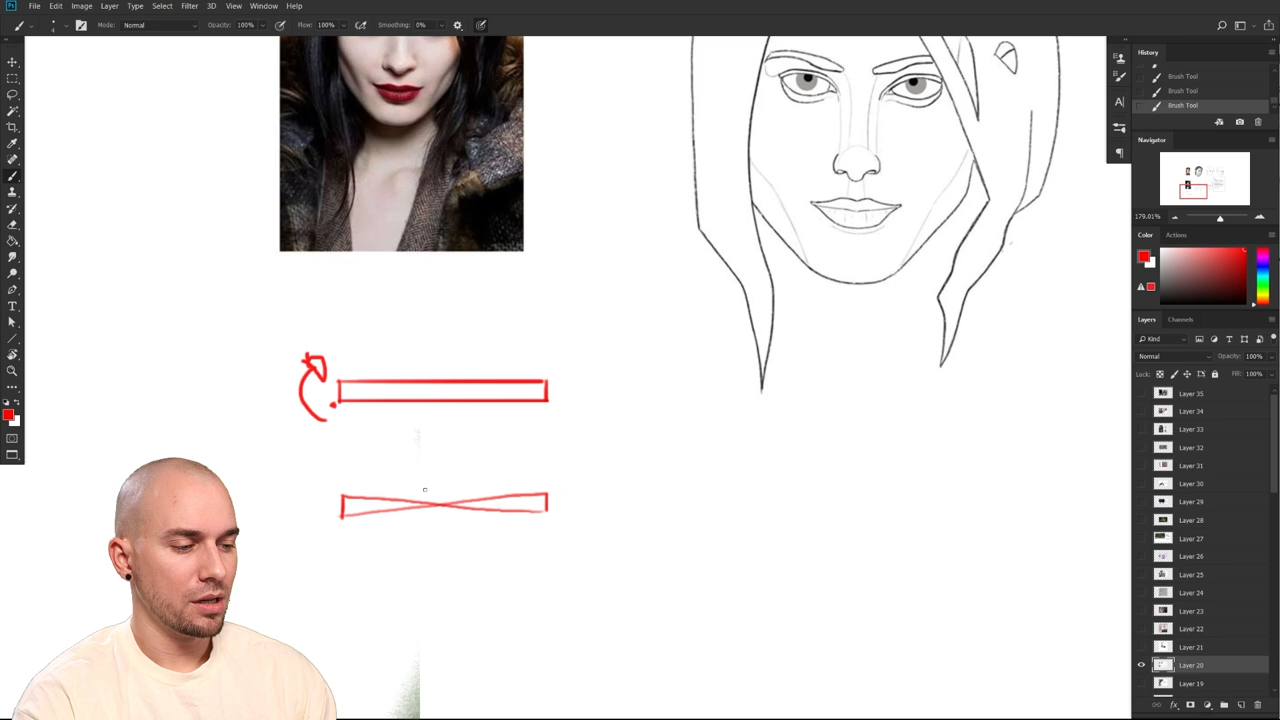 Ps File Edit Image Layer Type Select Filter 3D View Window Help
Mode: Normal Opacity: 100% Flow: 100% Smoothing: 0%
History
Brush Tool
Brush Tool
Brush Tool
Navigator
179.01%
Color Actions
Layers Channels
Kind
Normal Opacity: 100%
Lock: Fill: 100%
Layer 35
Layer 34
Layer 33
Layer 32
Layer 31
Layer 30
Layer 29
Layer 28
Layer 27
Layer 26
Layer 25
Layer 24
Layer 23
Layer 22
Layer 21
Layer 20
Layer 19